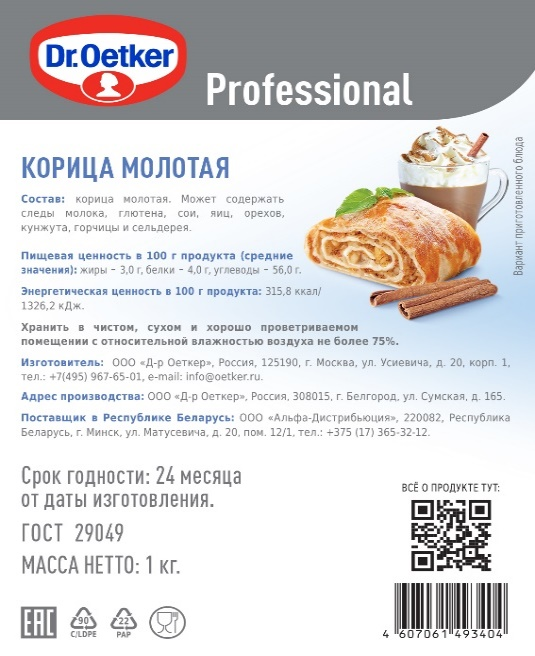 Dr.Oetker
Professional
КОРИЦА МОЛОТАЯ
Состав: корица молотая. Может содержать
следы молока, глютена, сои, яиц, орехов,
кунжута, горчицы и сельдерея.
Вариант приготовленного блюда
Пищевая ценность в 100 г продукта (средние
значения): жиры – 3,0 г, белки – 4,0 г, углеводы – 56,0 г.
Энергетическая ценность в 100 г продукта: 315,8 ккал/
1326,2 кДж.
Хранить в чистом, сухом и хорошо проветриваемом
помещении с относительной влажностью воздуха не более 75%.
Изготовитель: ООО «Д-р Оеткер», Россия, 125190, г. Москва, ул. Усиевича, д. 20, корп. 1,
тел.: +7(495) 967-65-01, e-mail: info@oetker.ru.
Адрес производства: ООО «Д-р Оеткер», Россия, 308015, г. Белгород, ул. Сумская, д. 165.
Поставщик в Республике Беларусь: ООО «Альфа-Дистрибьюция», 220082, Республика
Беларусь, г. Минск, ул. Матусевича, д. 20, пом. 12/1, тел.: +375 (17) 365-32-12.
Срок годности: 24 месяца
от даты изготовления.
ГОСТ 29049
МАССА НЕТТО: 1 кг.
ВСЁ О ПРОДУКТЕ ТУТ:
EAC
90
C/LDPE
22
PAP
4 607061 493404